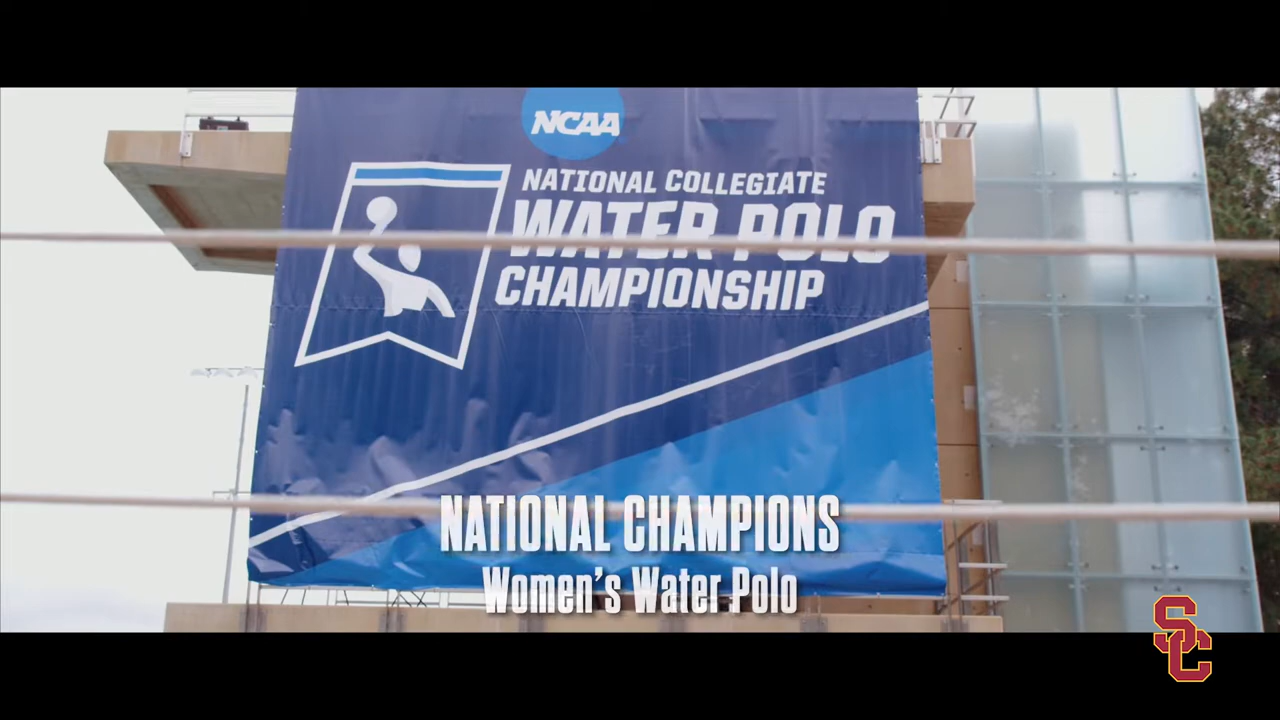 NCAA
NATIONAL COLLEGIATE
WATER POLO
CHAMPIONSHIP
NATIONAL CHAMPIONS
Women's Water Polo
SC